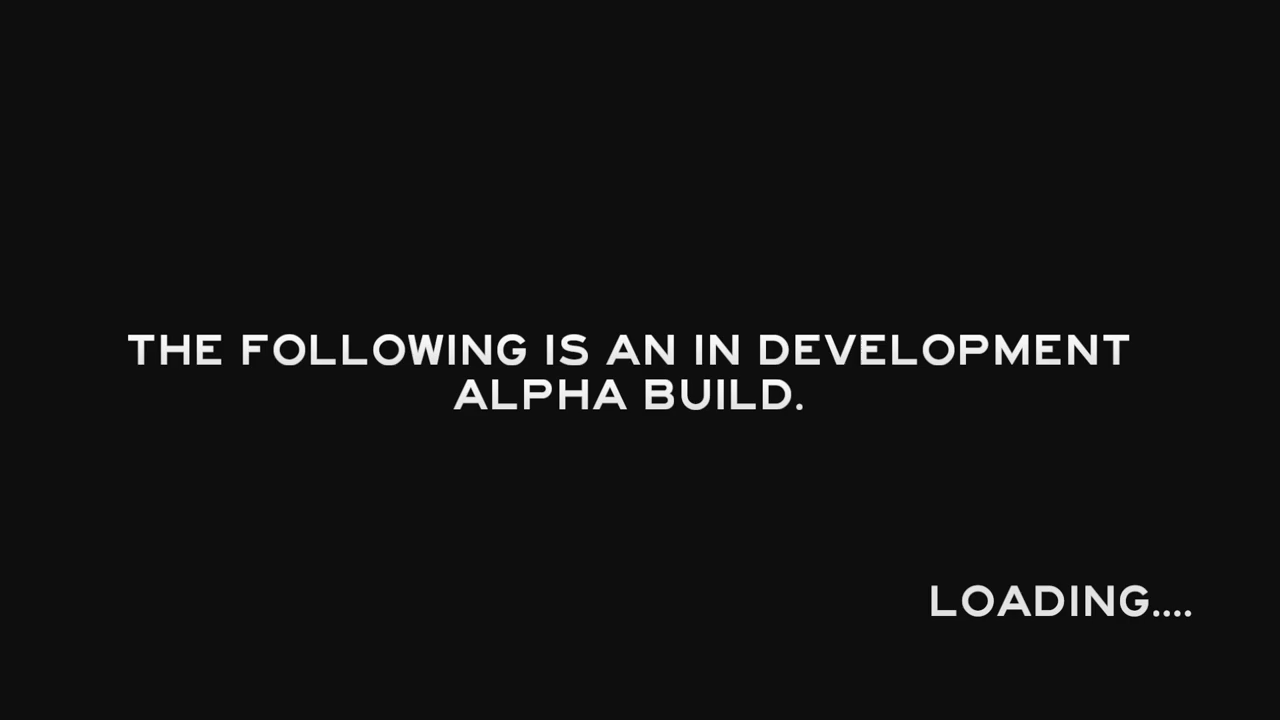 THE FOLLOWING IS AN IN DEVELOPMENT
ALPHA BUILD.
LOADING....